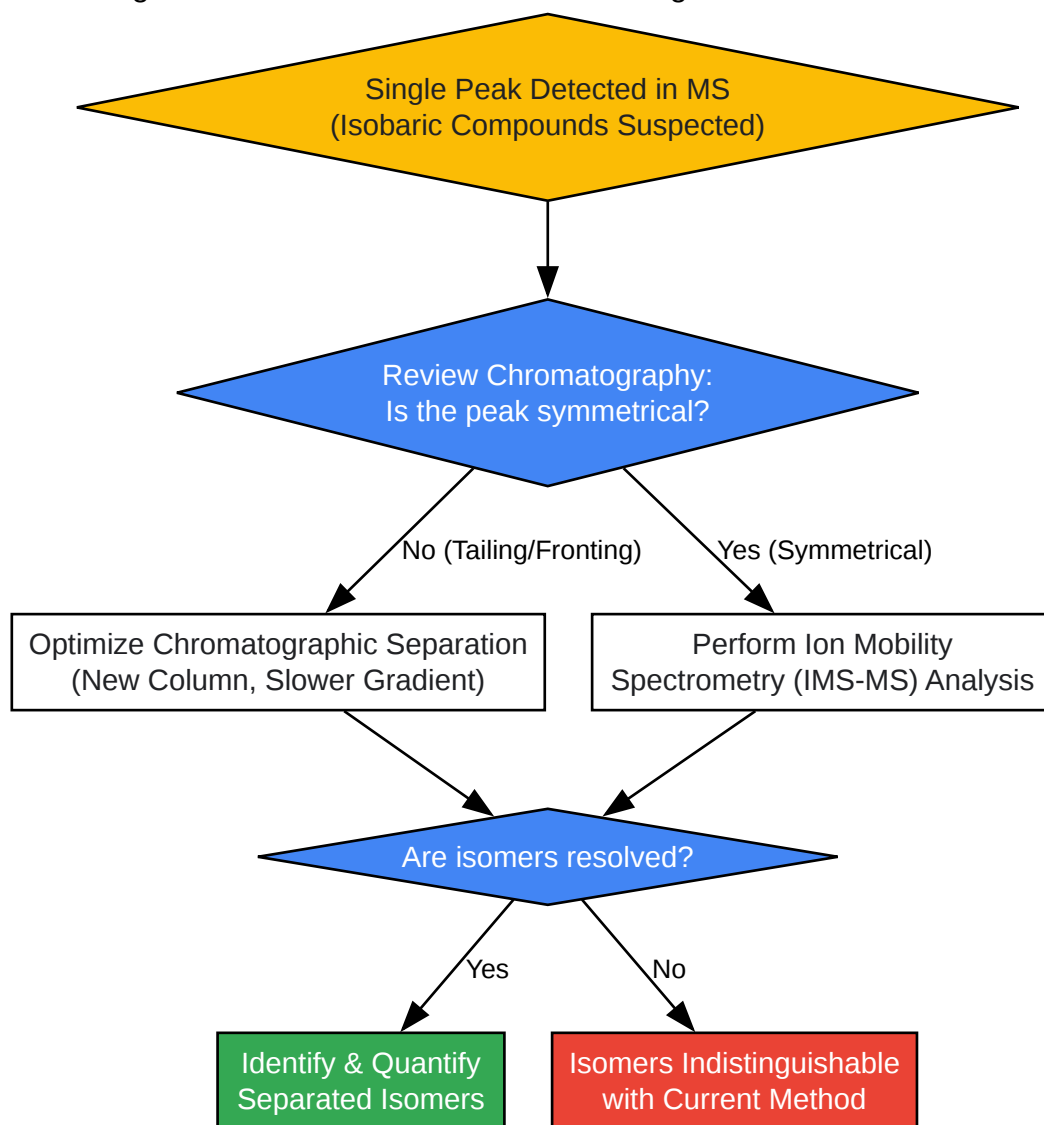 Single Peak Detected in MS
(Isobaric Compounds Suspected)
Review Chromatography:
Is the peak symmetrical?
No (Tailing/Fronting)
Yes (Symmetrical)
Optimize Chromatographic Separation
(New Column, Slower Gradient)
Perform Ion Mobility
Spectrometry (IMS-MS) Analysis
Are isomers resolved?
Yes
No
Identify & Quantify
Separated Isomers
Isomers Indistinguishable
with Current Method